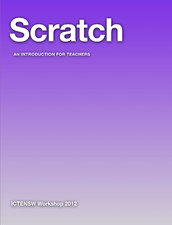 Scratch
AN INTRODUCTION FOR TEACHERS
ICTENSW Workshop 2012